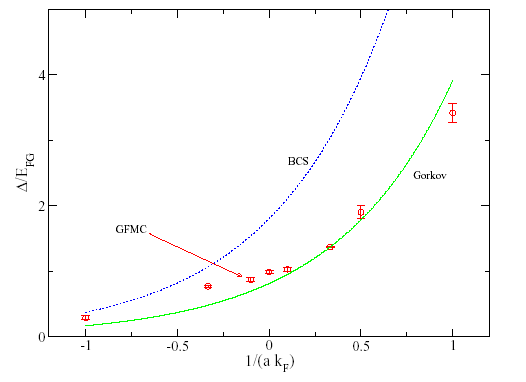 4
2
0
Δ/E_FG
BCS
Gorkov
GFMC
-1 -0.5 0 0.5 1
1/(a k_F)